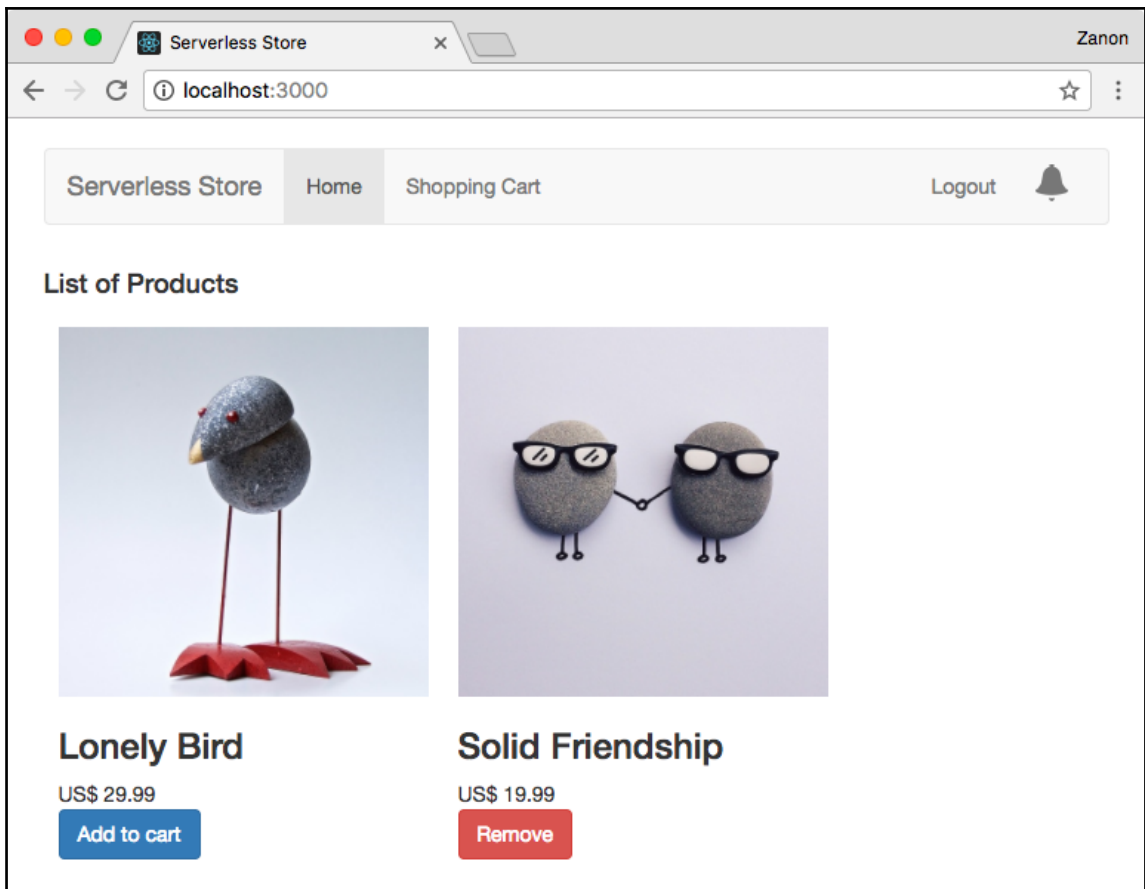 Serverless Store
Zanon
localhost:3000
Serverless Store Home Shopping Cart Logout
List of Products
Lonely Bird Solid Friendship
US$ 29.99 US$ 19.99
Add to cart Remove